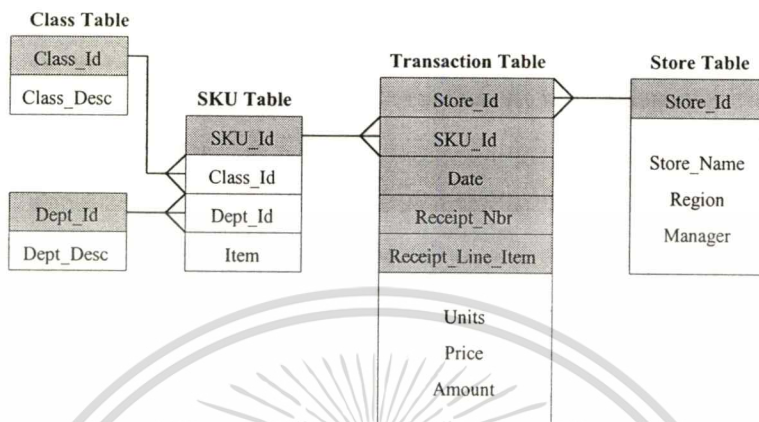 Class Table
Class_Id
Class_Desc
Dept_Id
Dept_Desc
SKU Table
SKU_Id
Class_Id
Dept_Id
Item
Transaction Table
Store_Id
SKU_Id
Date
Receipt_Nbr
Receipt_Line_Item
Units
Price
Amount
Store Table
Store_Id
Store_Name
Region
Manager